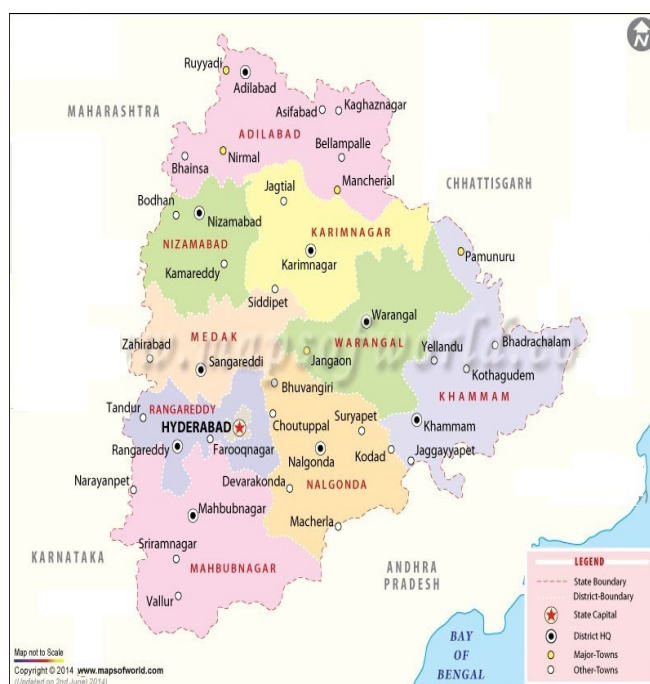 N
Ruyyadi
Adilabad
MAHARASHTRA
Asifabad
Kaghaznagar
ADILABAD
Bellampalle
Nirmal
Bhainsa
CHHATTISGARH
Jagtial
Mancherial
Bodhan
Nizamabad
KARIMNAGAR
NIZAMABAD
Pamunuru
Karimnagar
Kamareddy
Siddipet
Warangal
www.mapsofworld.co
MEDAK
WARANGAL
Bhadrachalam
Zahirabad
Jangaon
Yellandu
Sangareddi
Kothagudem
Bhuvangiri
KHAMMAM
Tandur
RANGAREDDY
Choutuppal
Suryapet
HYDERABAD
Khammam
Rangareddy
Farooqnagar
Nalgonda
Kodad
Jaggayyapet
Narayanpet
Devarakonda
NALGONDA
Mahbubnagar
Macherla
Sriramnagar
KARNATAKA
MAHBUBNAGAR
ANDHRA
PRADESH
Vallur
LEGEND
State Boundary
District-Boundary
State Capital
District HQ
Major-Towns
Other-Towns
BAY
OF
BENGAL
Map not to Scale
Copyright © 2014 www.mapsofworld.com
(Updated on 2nd June, 2014)